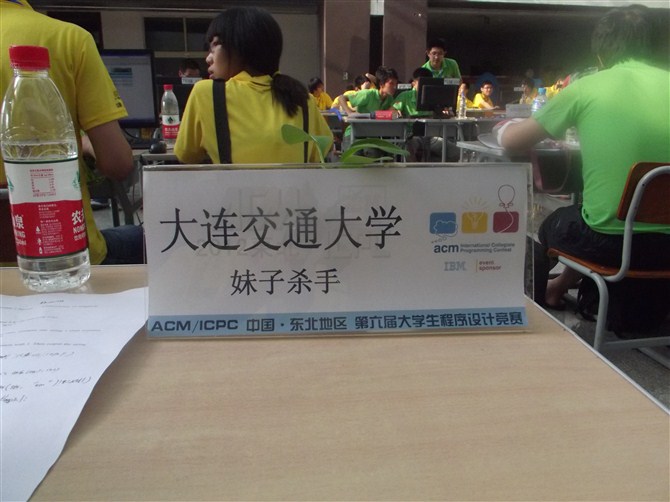 大连交通大学
妹子杀手
acm International Collegiate Programming Contest
IBM event sponsor
ACM/ICPC 中国·东北地区 第六届大学生程序设计竞赛
农